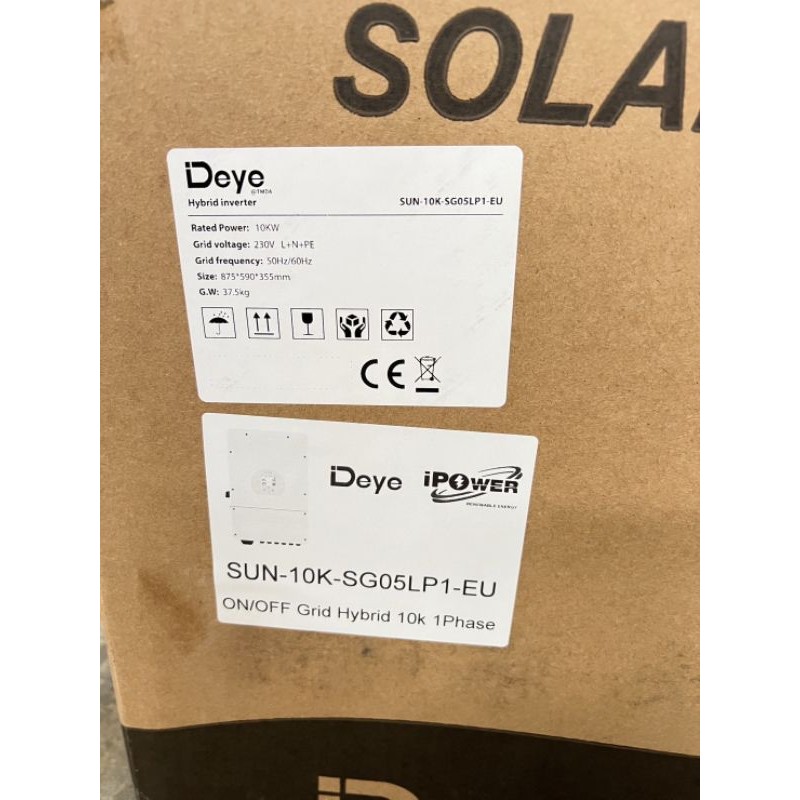 SOLA
Deye
Hybrid inverter SUN-10K-SG05LP1-EU
Rated Power: 10KW
Grid voltage: 230V L+N+PE
Grid frequency: 50Hz/60Hz
Size: 875*590*355mm
G.W: 37.5kg
CE
Deye iPOWER
RENEWABLE ENERGY
SUN-10K-SG05LP1-EU
ON/OFF Grid Hybrid 10k 1Phase